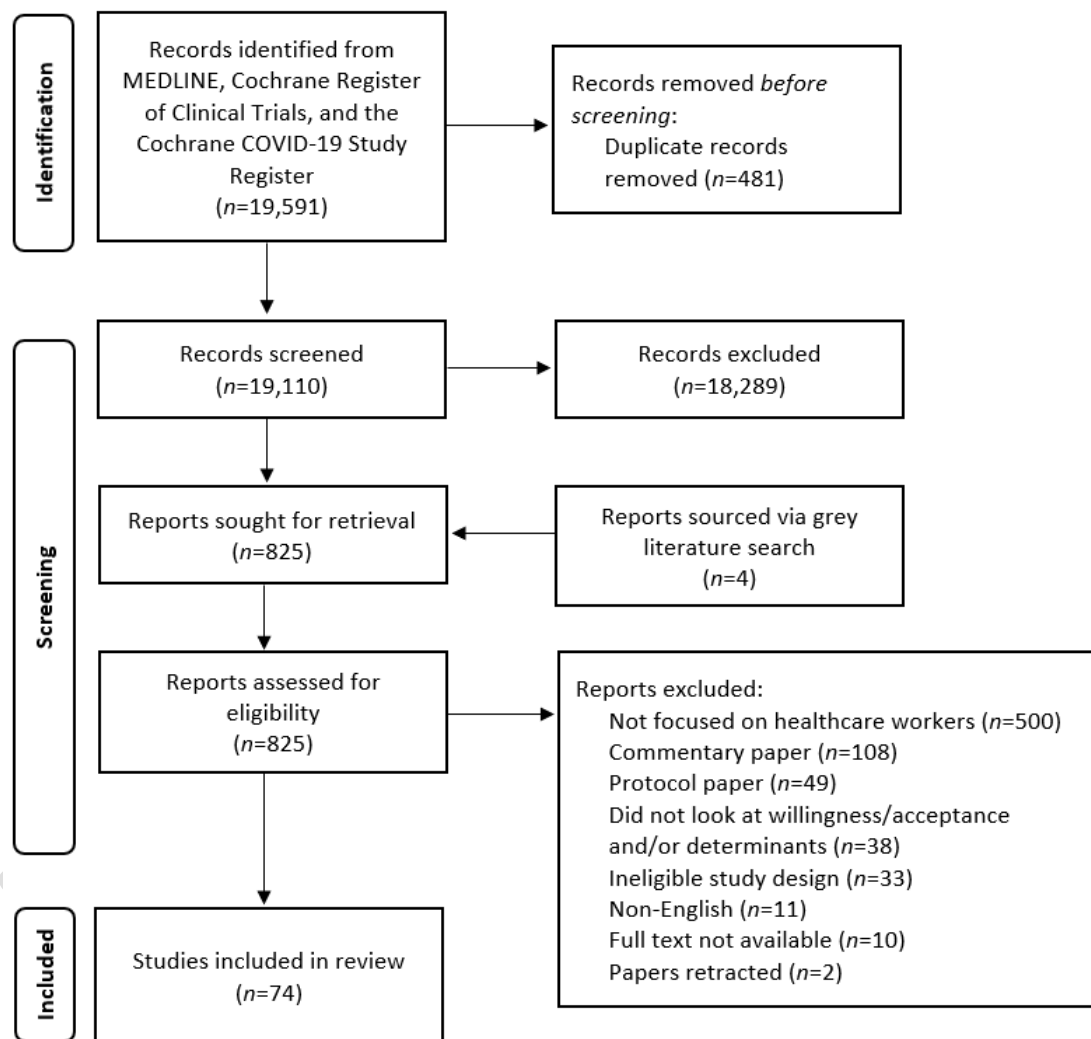 Identification
Records identified from
MEDLINE, Cochrane Register
of Clinical Trials, and the
Cochrane COVID-19 Study
Register
(n=19,591)
Records removed before
screening:
Duplicate records
removed (n=481)
Screening
Records screened
(n=19,110)
Records excluded
(n=18,289)
Reports sought for retrieval
(n=825)
Reports sourced via grey
literature search
(n=4)
Reports assessed for
eligibility
(n=825)
Reports excluded:
Not focused on healthcare workers (n=500)
Commentary paper (n=108)
Protocol paper (n=49)
Did not look at willingness/acceptance
and/or determinants (n=38)
Ineligible study design (n=33)
Non-English (n=11)
Full text not available (n=10)
Papers retracted (n=2)
Included
Studies included in review
(n=74)